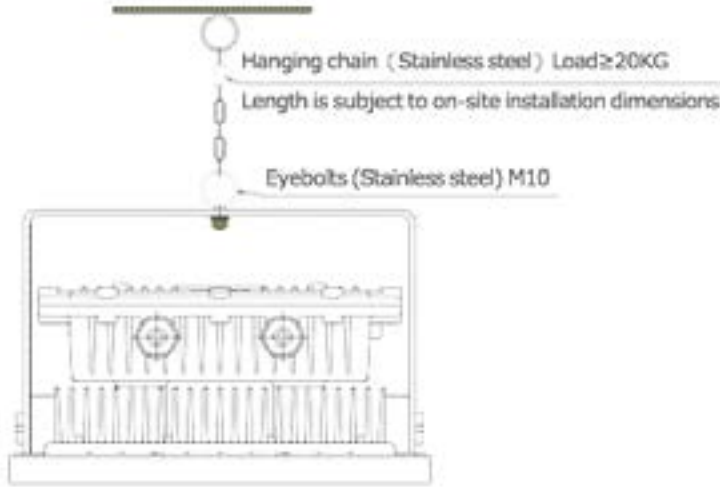 Hanging chain（Stainless steel）Load≥20KG
Length is subject to on-site installation dimensions
Eyebolts (Stainless steel) M10